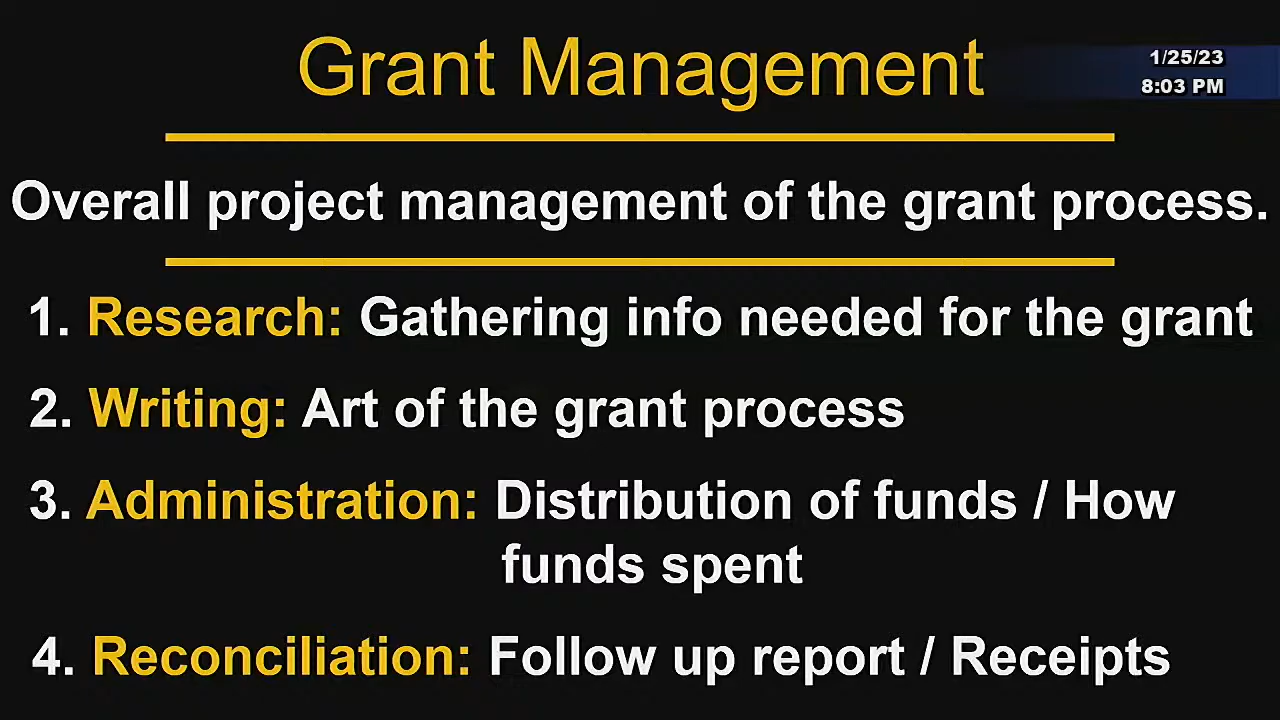 Grant Management
1/25/23
8:03 PM
Overall project management of the grant process.
1. Research: Gathering info needed for the grant
2. Writing: Art of the grant process
3. Administration: Distribution of funds / How
funds spent
4. Reconciliation: Follow up report / Receipts